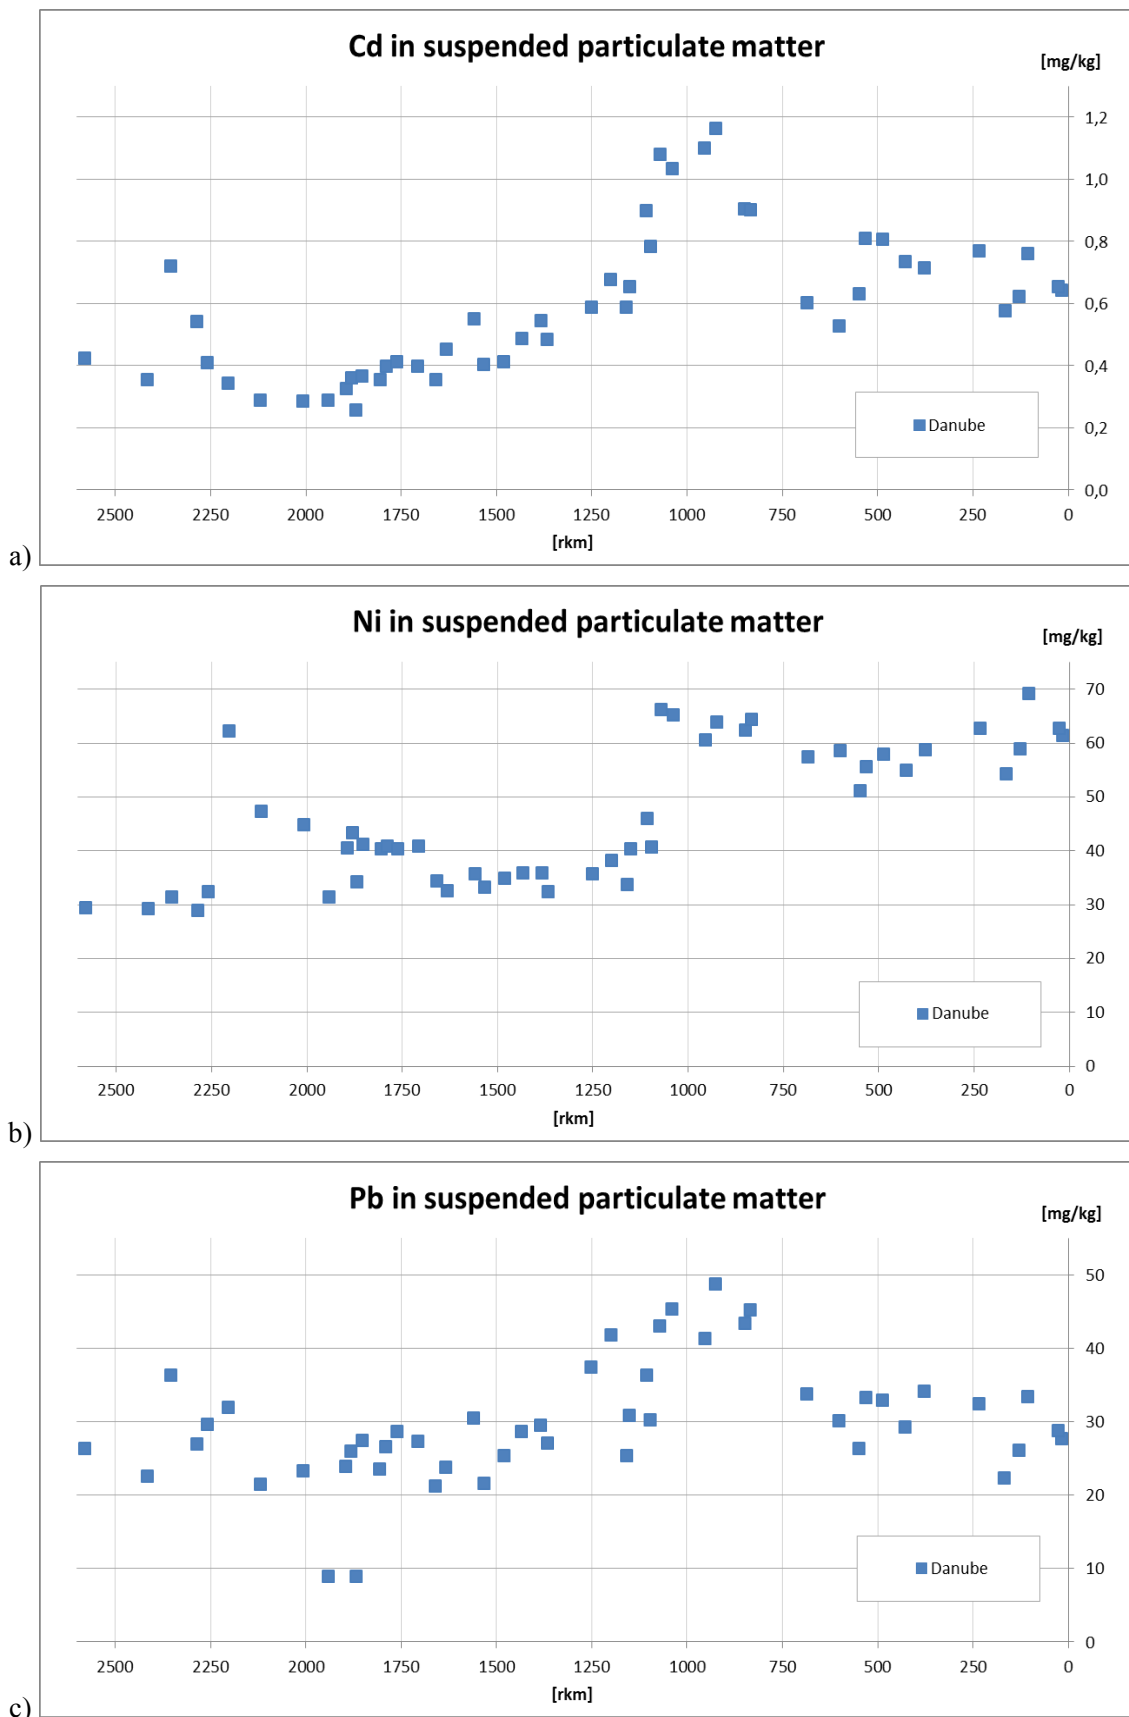 Cd in suspended particulate matter
[mg/kg]
1,2
1,0
0,8
0,6
0,4
0,2
0,0
Danube
2500 2250 2000 1750 1500 1250 1000 750 500 250 0
[rkm]
a)
Ni in suspended particulate matter
[mg/kg]
70
60
50
40
30
20
10
0
Danube
2500 2250 2000 1750 1500 1250 1000 750 500 250 0
[rkm]
b)
Pb in suspended particulate matter
[mg/kg]
50
40
30
20
10
0
Danube
2500 2250 2000 1750 1500 1250 1000 750 500 250 0
[rkm]
c)